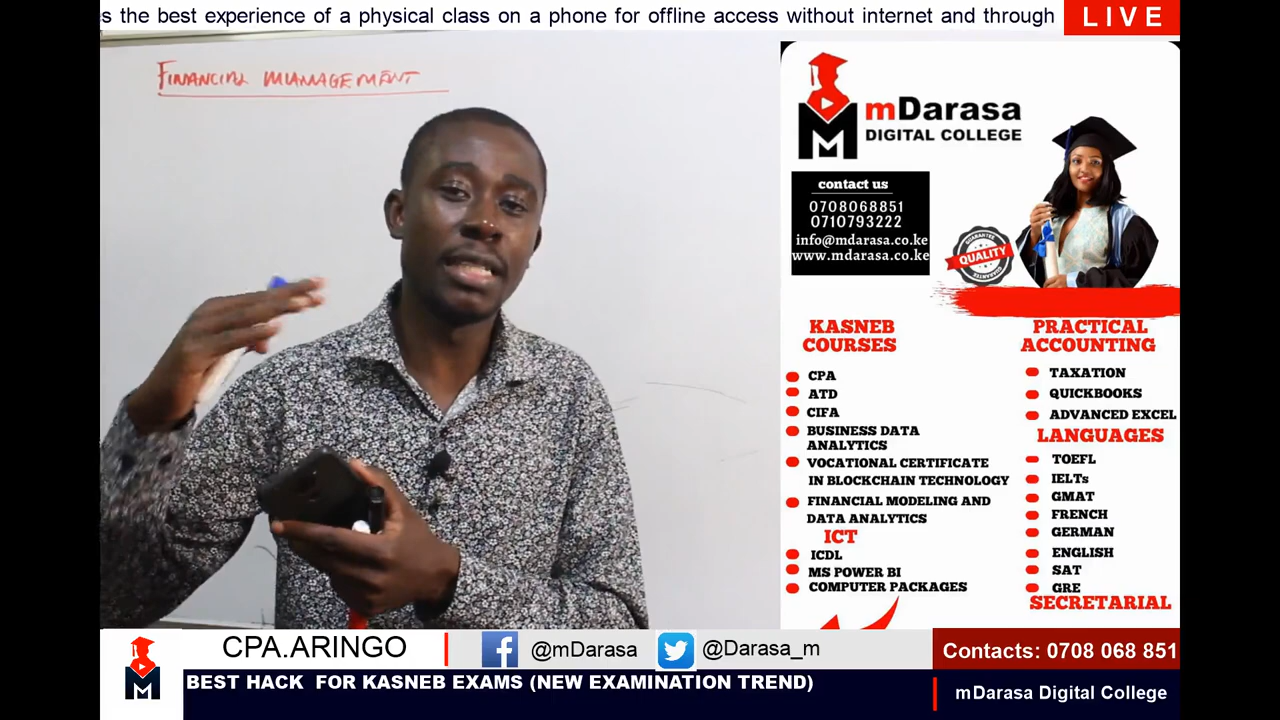 s the best experience of a physical class on a phone for offline access without internet and through
LIVE
FINANCIAL MANAGEMENT
mDarasa
DIGITAL COLLEGE
contact us
0708068851
0710793222
info@mdarasa.co.ke
www.mdarasa.co.ke
GUARANTEE
QUALITY
GUARANTEE
KASNEB
COURSES
CPA
ATD
CIFA
BUSINESS DATA
ANALYTICS
VOCATIONAL CERTIFICATE
IN BLOCKCHAIN TECHNOLOGY
FINANCIAL MODELING AND
DATA ANALYTICS
ICT
ICDL
MS POWER BI
COMPUTER PACKAGES
PRACTICAL
ACCOUNTING
TAXATION
QUICKBOOKS
ADVANCED EXCEL
LANGUAGES
TOEFL
IELTs
GMAT
FRENCH
GERMAN
ENGLISH
SAT
GRE
SECRETARIAL
CPA.ARINGO
@mDarasa
@Darasa_m
Contacts: 0708 068 851
BEST HACK FOR KASNEB EXAMS (NEW EXAMINATION TREND)
mDarasa Digital College